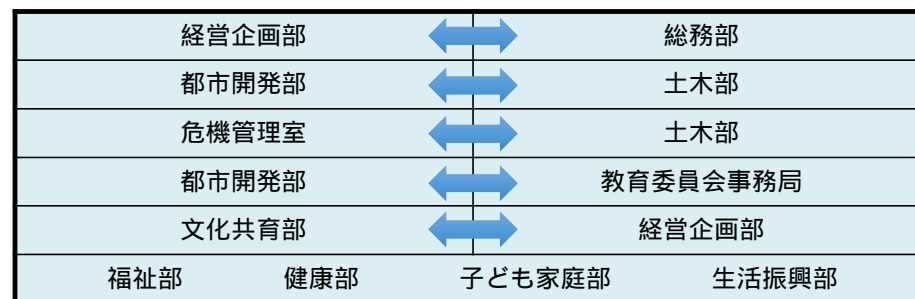 経営企画部 総務部
都市開発部 土木部
危機管理室 土木部
都市開発部 教育委員会事務局
文化共育部 経営企画部
福祉部 健康部 子ども家庭部 生活振興部